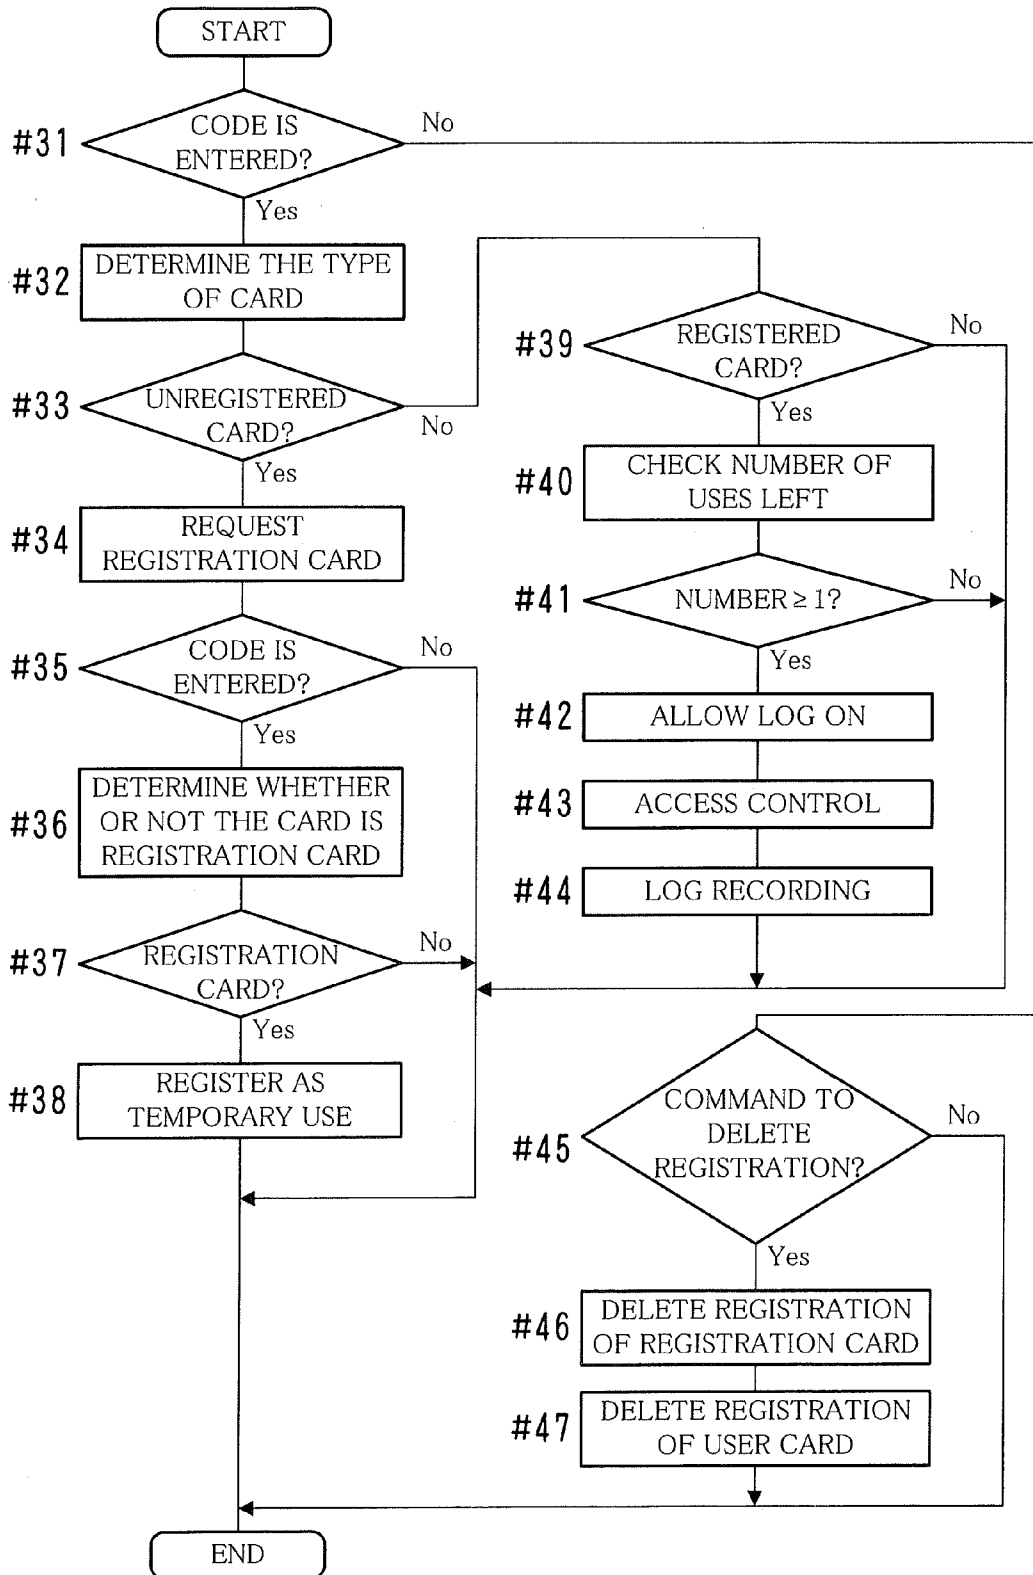 START
#31
CODE IS
ENTERED?
No
Yes
#32
DETERMINE THE TYPE
OF CARD
#33
UNREGISTERED
CARD?
No
Yes
#34
REQUEST
REGISTRATION CARD
#35
CODE IS
ENTERED?
No
Yes
#36
DETERMINE WHETHER
OR NOT THE CARD IS
REGISTRATION CARD
#37
REGISTRATION
CARD?
No
Yes
#38
REGISTER AS
TEMPORARY USE
#39
REGISTERED
CARD?
No
Yes
#40
CHECK NUMBER OF
USES LEFT
#41
NUMBER ≥ 1?
No
Yes
#42
ALLOW LOG ON
#43
ACCESS CONTROL
#44
LOG RECORDING
#45
COMMAND TO
DELETE
REGISTRATION?
No
Yes
#46
DELETE REGISTRATION
OF REGISTRATION CARD
#47
DELETE REGISTRATION
OF USER CARD
END